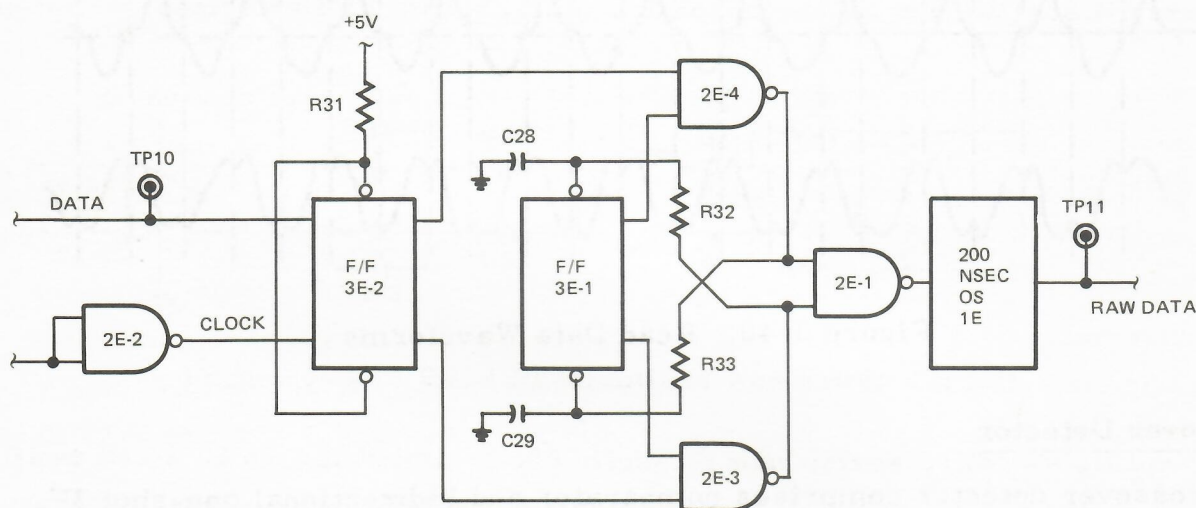 +5V
R31
TP10
DATA
C28
2E-4
R32
TP11
F/F
3E-2
F/F
3E-1
2E-1
200
NSEC
OS
1E
RAW DATA
2E-2
CLOCK
R33
C29
2E-3